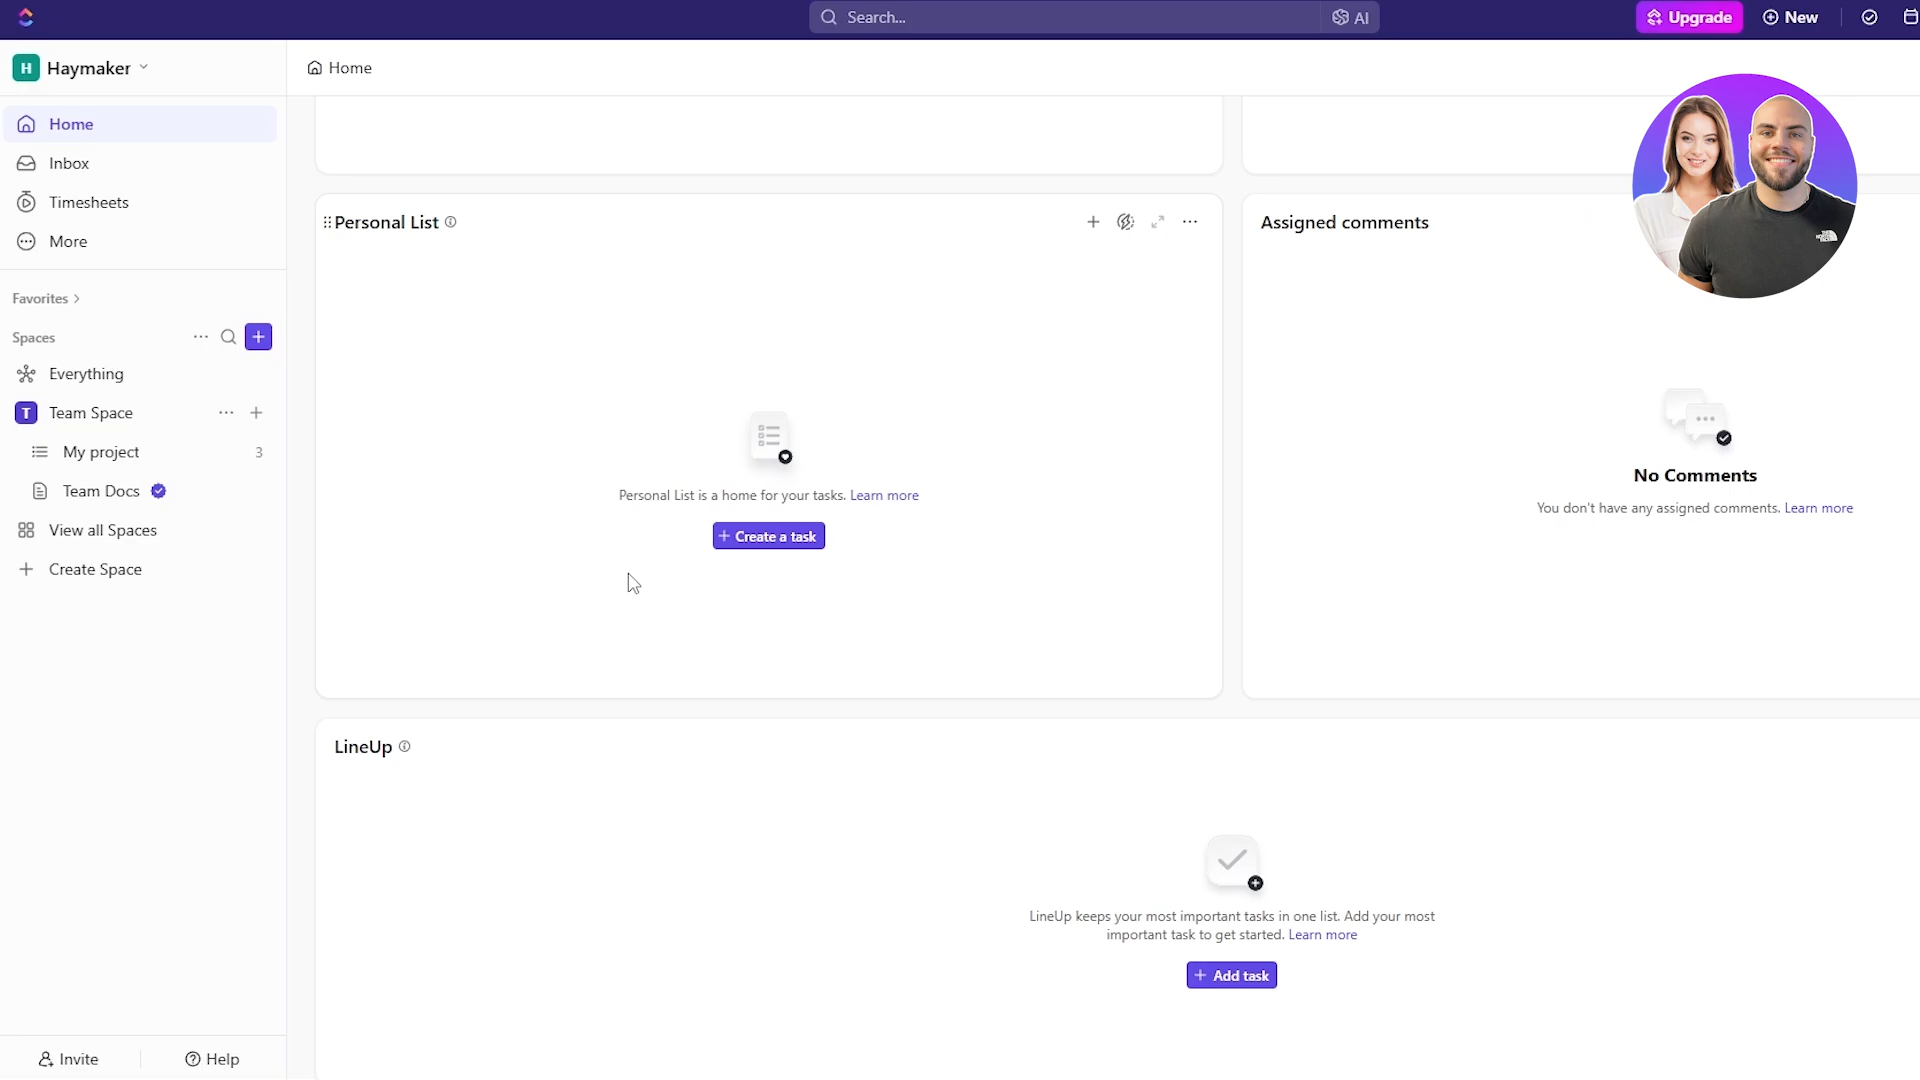 Search...
AI
Upgrade
New
H
Haymaker
Home
Home
Inbox
Timesheets
More
Favorites
Spaces
Everything
T Team Space
My project 3
Team Docs
View all Spaces
Create Space
Invite
Help
Personal List
Personal List is a home for your tasks. Learn more
+ Create a task
Assigned comments
No Comments
You don't have any assigned comments. Learn more
LineUp
LineUp keeps your most important tasks in one list. Add your most
important task to get started. Learn more
+ Add task